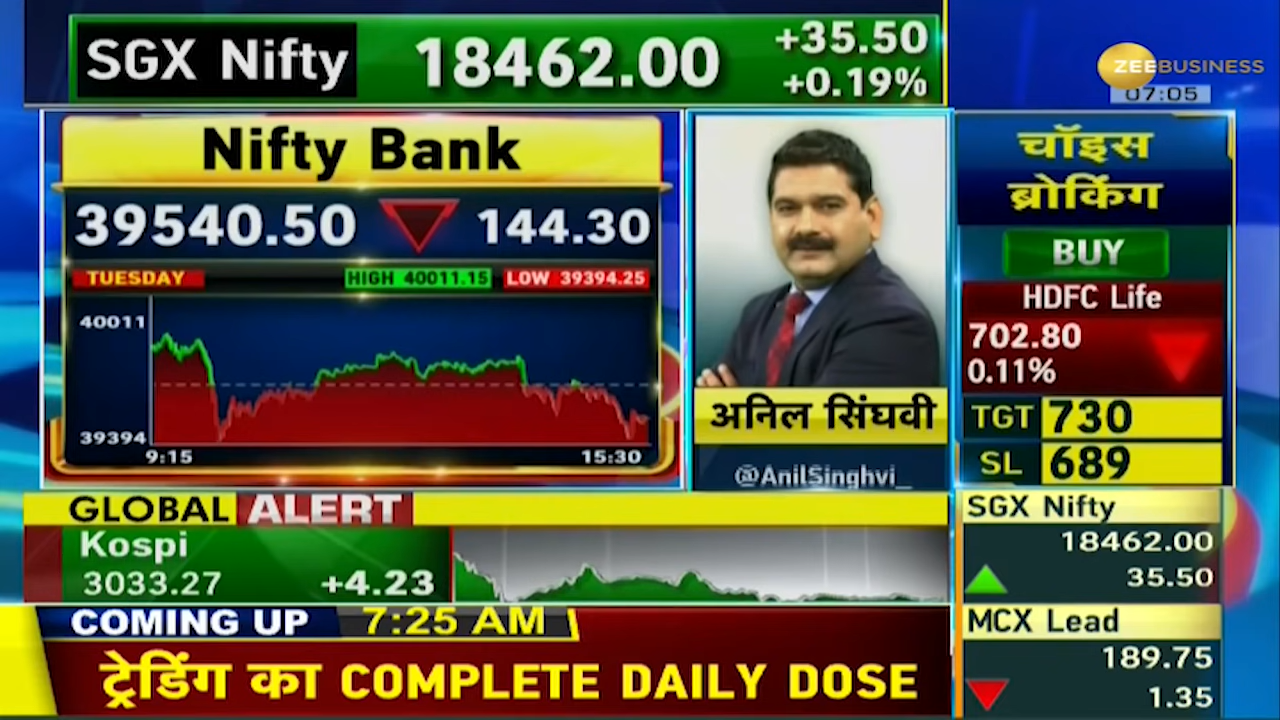 SGX Nifty 18462.00 +35.50
+0.19%
ZEEBUSINESS
07:05
Nifty Bank
39540.50 144.30
TUESDAY HIGH 40011.15 LOW 39394.25
40011
39394
9:15 15:30
अनिल सिंघवी
@AnilSinghvi_
चॉइस
ब्रोकिंग
BUY
HDFC Life
702.80
0.11%
TGT 730
SL 689
GLOBAL ALERT
Kospi
3033.27 +4.23
SGX Nifty
18462.00
35.50
MCX Lead
189.75
1.35
COMING UP 7:25 AM
ट्रेडिंग का COMPLETE DAILY DOSE